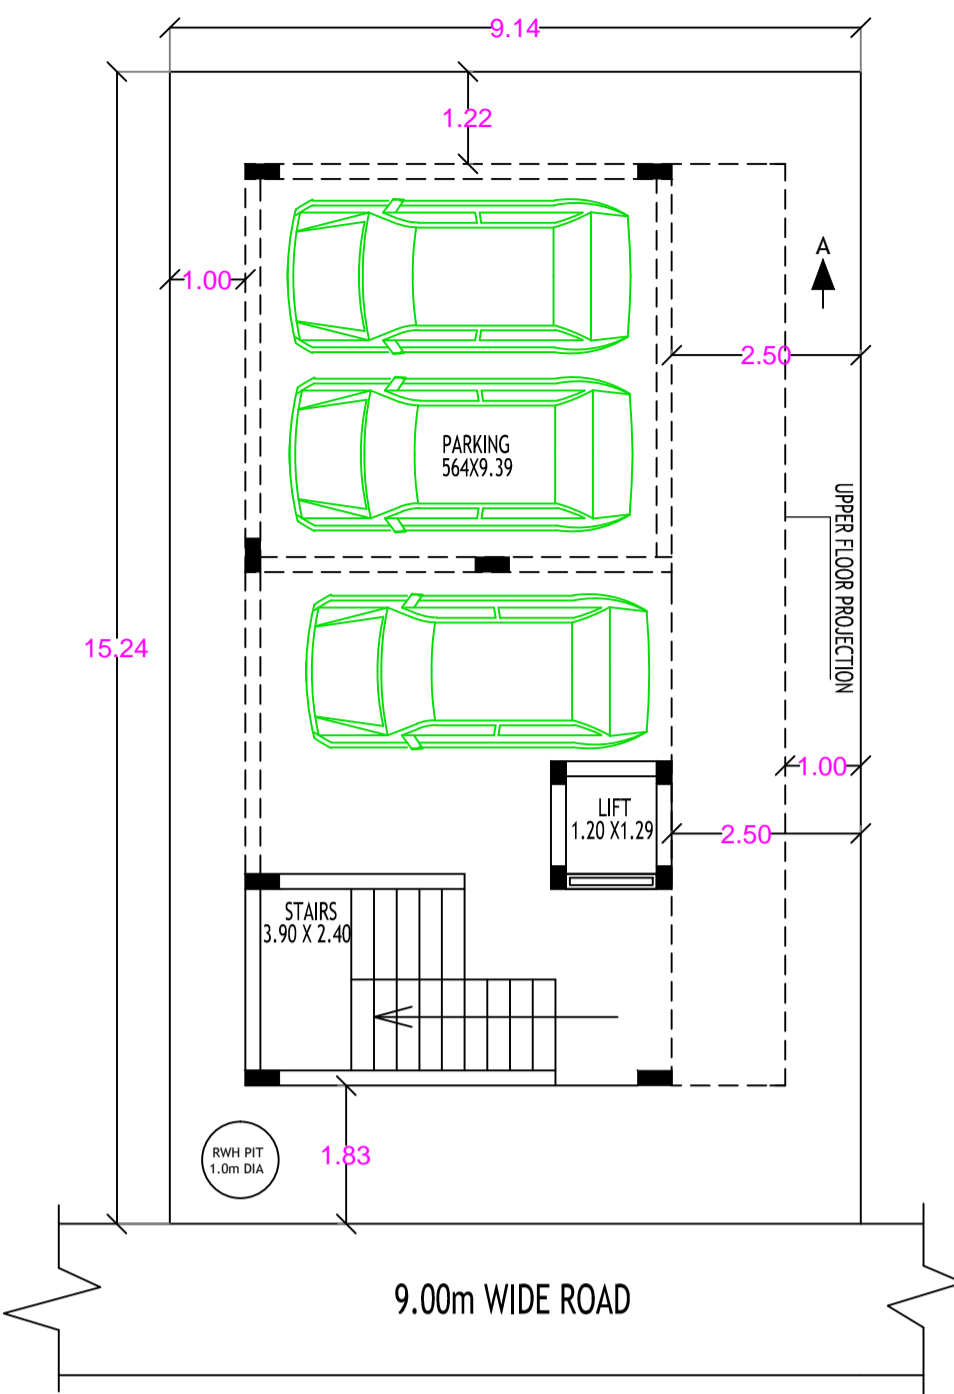 9.14
1.22
A
1.00
2.50
PARKING
564X9.39
UPPER FLOOR PROJECTION
15.24
1.00
LIFT
1.20 X1.29
2.50
STAIRS
3.90 X 2.40
RWH PIT
1.0m DIA
1.83
9.00m WIDE ROAD